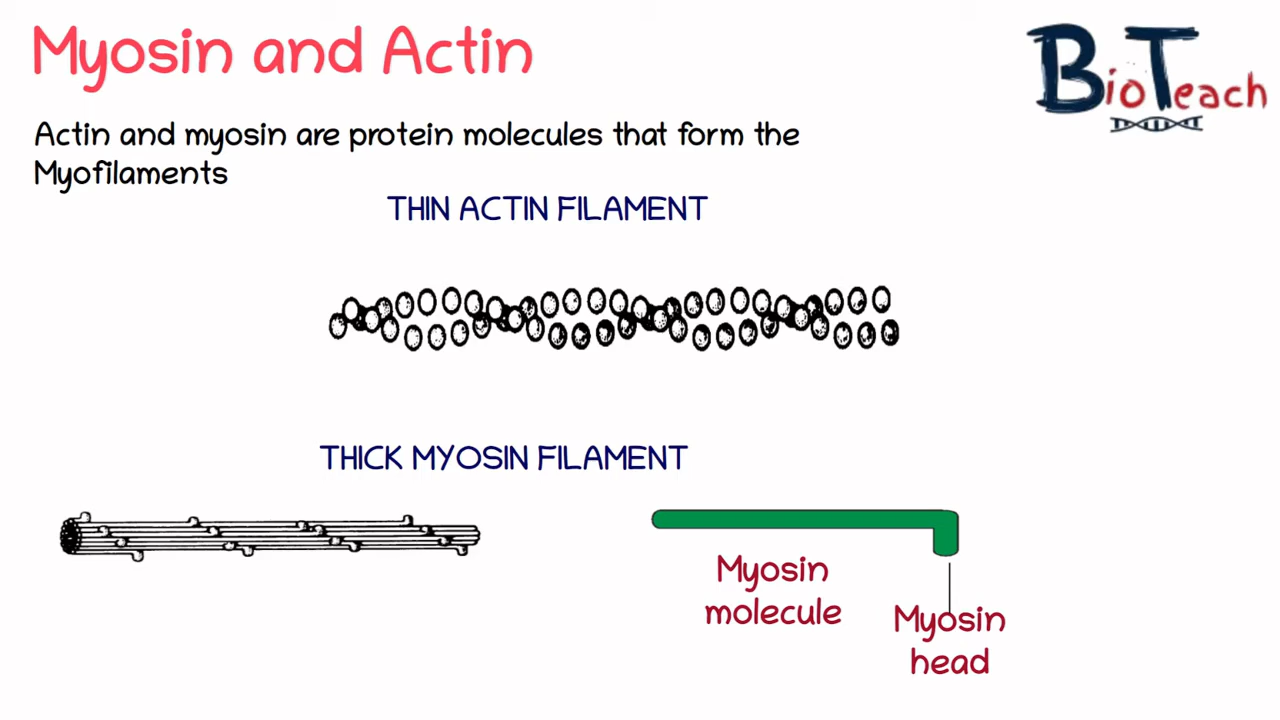 Myosin and Actin
BioTeach
Actin and myosin are protein molecules that form the
Myofilaments
THIN ACTIN FILAMENT
THICK MYOSIN FILAMENT
Myosin
molecule
Myosin
head